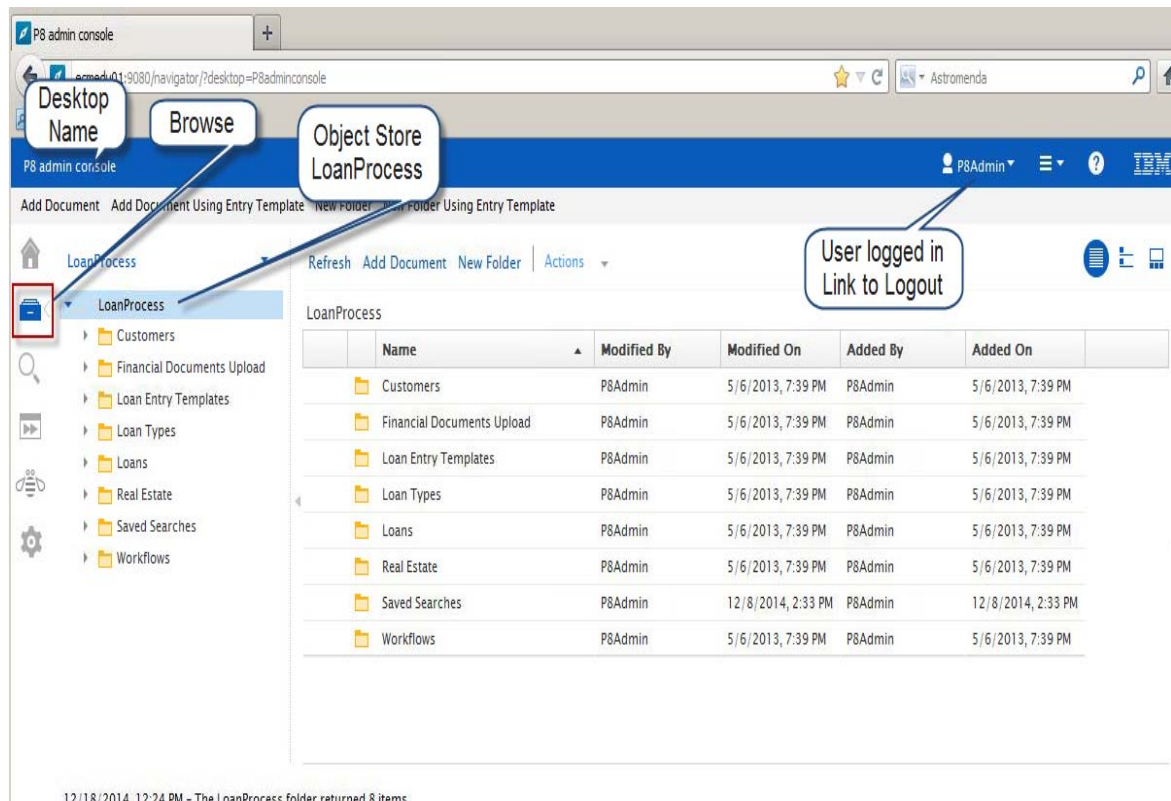 P8 admin console
:9080/navigator/?desktop=P8adminconsole
Astromenda
Desktop
Name
Browse
Object Store
LoanProcess
P8 admin console
P8Admin
IBM
Add Document Add Document Using Entry Template New Folder New Folder Using Entry Template
User logged in
Link to Logout
LoanProcess
Refresh Add Document New Folder Actions
LoanProcess
Customers
Financial Documents Upload
Loan Entry Templates
Loan Types
Loans
Real Estate
Saved Searches
Workflows
LoanProcess
Name Modified By Modified On Added By Added On
Customers P8Admin 5/6/2013, 7:39 PM P8Admin 5/6/2013, 7:39 PM
Financial Documents Upload P8Admin 5/6/2013, 7:39 PM P8Admin 5/6/2013, 7:39 PM
Loan Entry Templates P8Admin 5/6/2013, 7:39 PM P8Admin 5/6/2013, 7:39 PM
Loan Types P8Admin 5/6/2013, 7:39 PM P8Admin 5/6/2013, 7:39 PM
Loans P8Admin 5/6/2013, 7:39 PM P8Admin 5/6/2013, 7:39 PM
Real Estate P8Admin 5/6/2013, 7:39 PM P8Admin 5/6/2013, 7:39 PM
Saved Searches P8Admin 12/8/2014, 2:33 PM P8Admin 12/8/2014, 2:33 PM
Workflows P8Admin 5/6/2013, 7:39 PM P8Admin 5/6/2013, 7:39 PM
12/18/2014, 12:24 PM - The LoanProcess folder returned 8 items